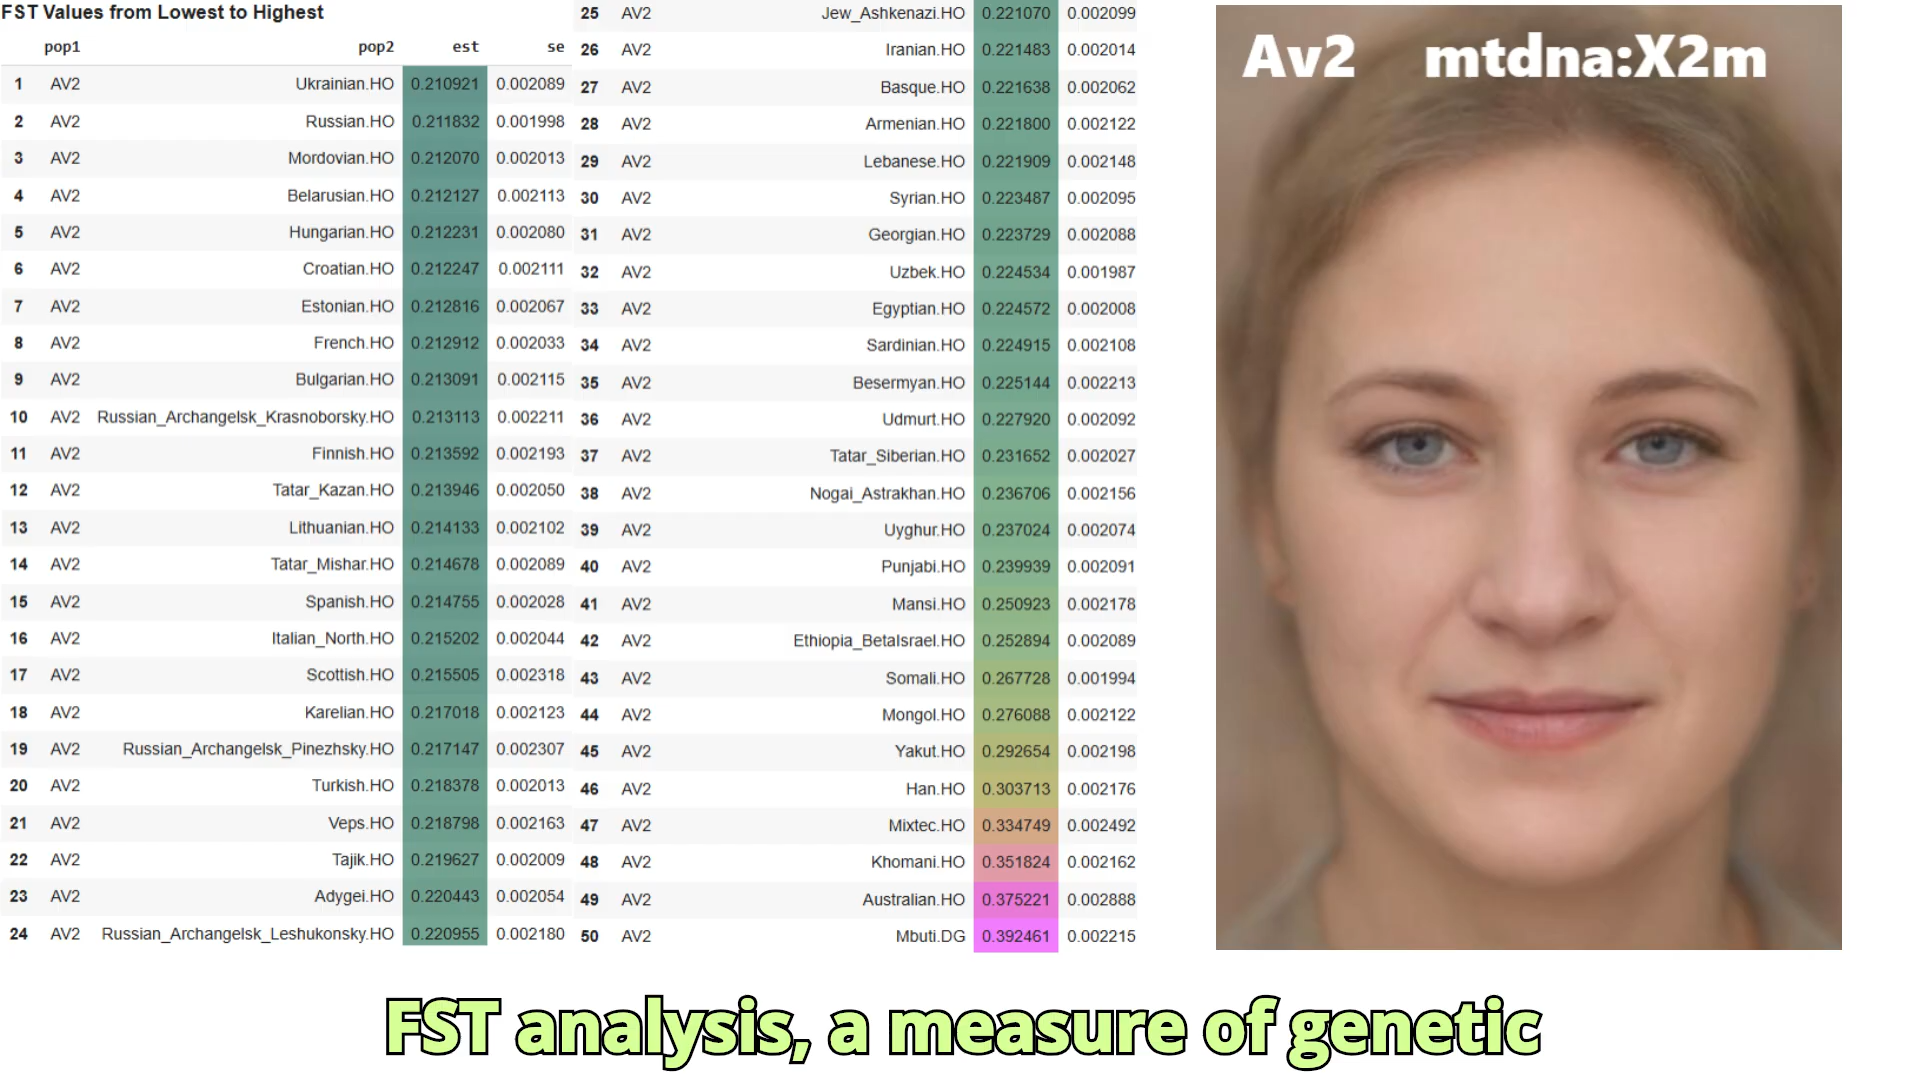 FST Values from Lowest to Highest
pop1 pop2 est se
1 AV2 Ukrainian.HO 0.210921 0.002089
2 AV2 Russian.HO 0.211832 0.001998
3 AV2 Mordovian.HO 0.212070 0.002013
4 AV2 Belarusian.HO 0.212127 0.002113
5 AV2 Hungarian.HO 0.212231 0.002080
6 AV2 Croatian.HO 0.212247 0.002111
7 AV2 Estonian.HO 0.212816 0.002067
8 AV2 French.HO 0.212912 0.002033
9 AV2 Bulgarian.HO 0.213091 0.002115
10 AV2 Russian_Archangelsk_Krasnoborsky.HO 0.213113 0.002211
11 AV2 Finnish.HO 0.213592 0.002193
12 AV2 Tatar_Kazan.HO 0.213946 0.002050
13 AV2 Lithuanian.HO 0.214133 0.002102
14 AV2 Tatar_Mishar.HO 0.214678 0.002089
15 AV2 Spanish.HO 0.214755 0.002028
16 AV2 Italian_North.HO 0.215202 0.002044
17 AV2 Scottish.HO 0.215505 0.002318
18 AV2 Karelian.HO 0.217018 0.002123
19 AV2 Russian_Archangelsk_Pinezhsky.HO 0.217147 0.002307
20 AV2 Turkish.HO 0.218378 0.002013
21 AV2 Veps.HO 0.218798 0.002163
22 AV2 Tajik.HO 0.219627 0.002009
23 AV2 Adygei.HO 0.220443 0.002054
24 AV2 Russian_Archangelsk_Leshukonsky.HO 0.220955 0.002180
25 AV2 Jew_Ashkenazi.HO 0.221070 0.002099
26 AV2 Iranian.HO 0.221483 0.002014
27 AV2 Basque.HO 0.221638 0.002062
28 AV2 Armenian.HO 0.221800 0.002122
29 AV2 Lebanese.HO 0.221909 0.002148
30 AV2 Syrian.HO 0.223487 0.002095
31 AV2 Georgian.HO 0.223729 0.002088
32 AV2 Uzbek.HO 0.224534 0.001987
33 AV2 Egyptian.HO 0.224572 0.002008
34 AV2 Sardinian.HO 0.224915 0.002108
35 AV2 Besermyan.HO 0.225144 0.002213
36 AV2 Udmurt.HO 0.227920 0.002092
37 AV2 Tatar_Siberian.HO 0.231652 0.002027
38 AV2 Nogai_Astrakhan.HO 0.236706 0.002156
39 AV2 Uyghur.HO 0.237024 0.002074
40 AV2 Punjabi.HO 0.239939 0.002091
41 AV2 Mansi.HO 0.250923 0.002178
42 AV2 Ethiopia_BetaIsrael.HO 0.252894 0.002089
43 AV2 Somali.HO 0.267728 0.001994
44 AV2 Mongol.HO 0.276088 0.002122
45 AV2 Yakut.HO 0.292654 0.002198
46 AV2 Han.HO 0.303713 0.002176
47 AV2 Mixtec.HO 0.334749 0.002492
48 AV2 Khomani.HO 0.351824 0.002162
49 AV2 Australian.HO 0.375221 0.002888
50 AV2 Mbuti.DG 0.392461 0.002215
Av2 mtdna:X2m
FST analysis, a measure of genetic